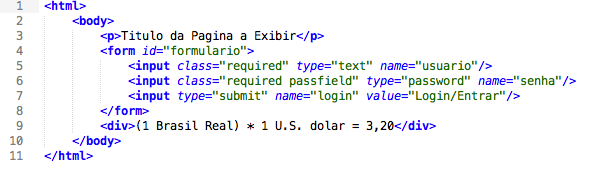 1 <html>
2 <body>
3 <p>Titulo da Pagina a Exibir</p>
4 <form id="formulario">
5 <input class="required" type="text" name="usuario"/>
6 <input class="required passfield" type="password" name="senha"/>
7 <input type="submit" name="login" value="Login/Entrar"/>
8 </form>
9 <div>(1 Brasil Real) * 1 U.S. dolar = 3,20</div>
10 </body>
11 </html>